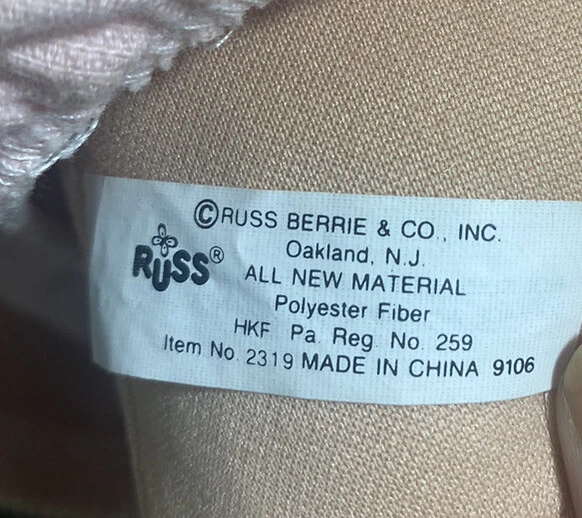 ©RUSS BERRIE & CO., INC.
Oakland, N.J.
RUSS®
ALL NEW MATERIAL
Polyester Fiber
HKF Pa. Reg. No. 259
Item No. 2319 MADE IN CHINA 9106